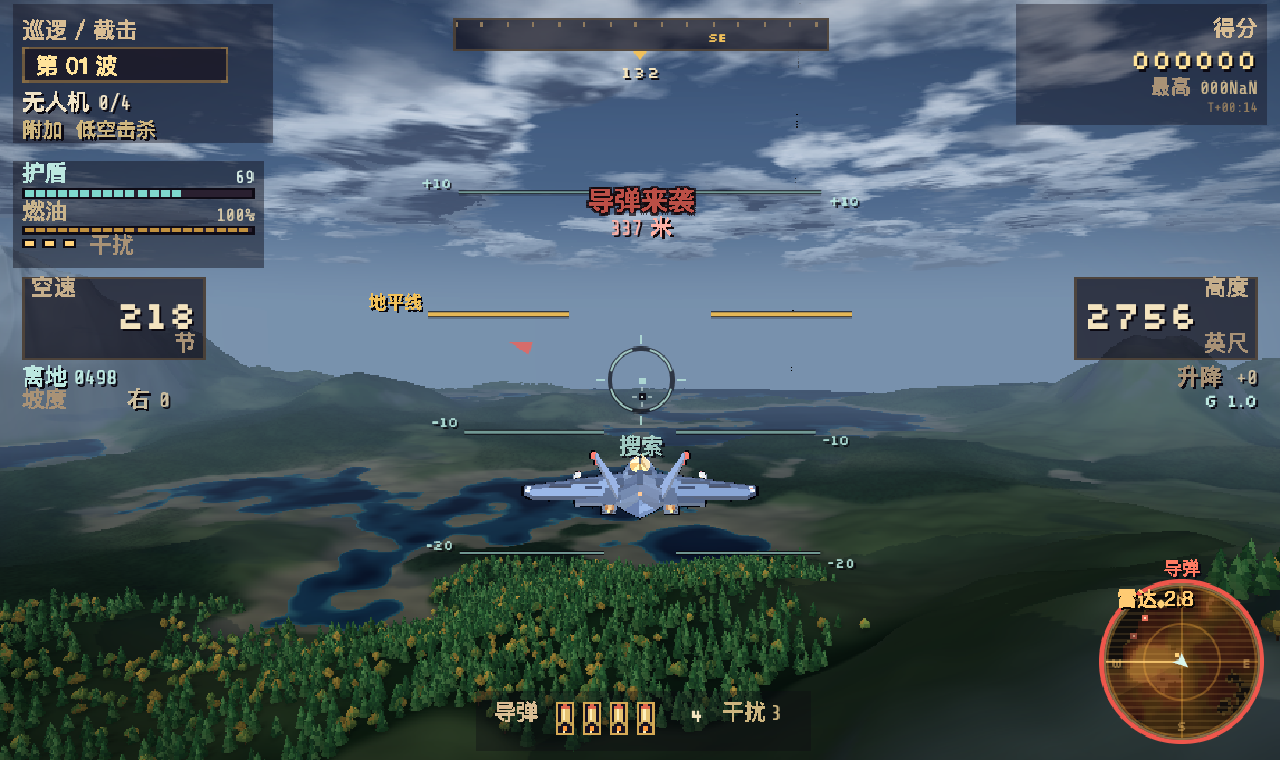 巡逻 / 截击
第 01 波
无人机 0/4
附加 低空击杀
护盾 69
燃油 100%
干扰
空速
218
节
离地 0498
坡度 右 0
SE
132
+10 +10
导弹来袭
337 米
地平线
-10 -10
搜索
-20 -20
得分
000000
最高 000NaN
T+00:14
高度
2756
英尺
升降 +0
G 1.0
导弹
雷达 2.8
W E
S
导弹 4 干扰 3